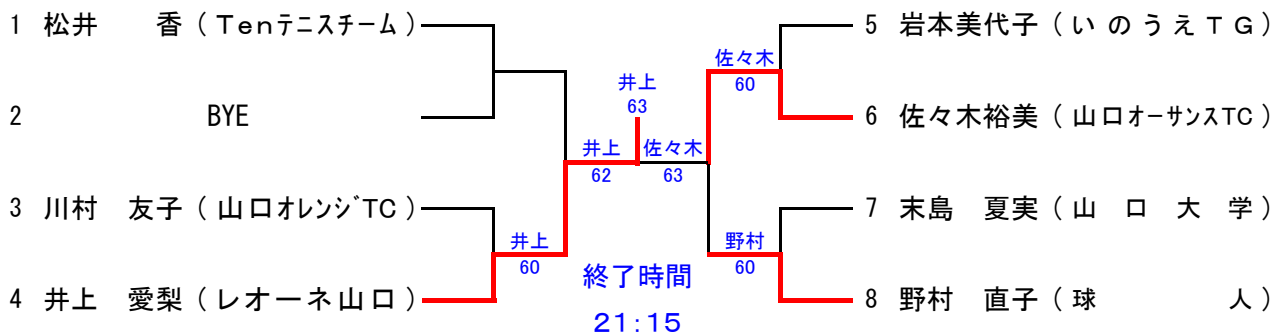 1 松井　香（Tenテニスチーム）
2 BYE
3 川村　友子（山口オレンジTC）
4 井上　愛梨（レオーネ山口）
井上
60
井上
62
井上
63
佐々木
63
佐々木
60
野村
60
5 岩本美代子（いのうえTG）
6 佐々木裕美（山口オーサンスTC）
7 末島　夏実（山口大学）
8 野村　直子（球人）
終了時間
21:15